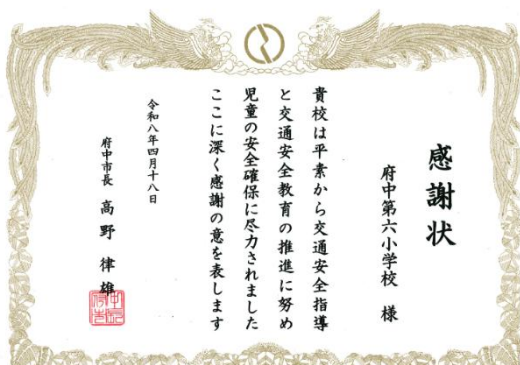 感謝状
府中第六小学校 様
貴校は平素から交通安全指導
と交通安全教育の推進に努め
児童の安全確保に尽力されました
ここに深く感謝の意を表します
令和八年四月十八日
府中市長 高野律雄